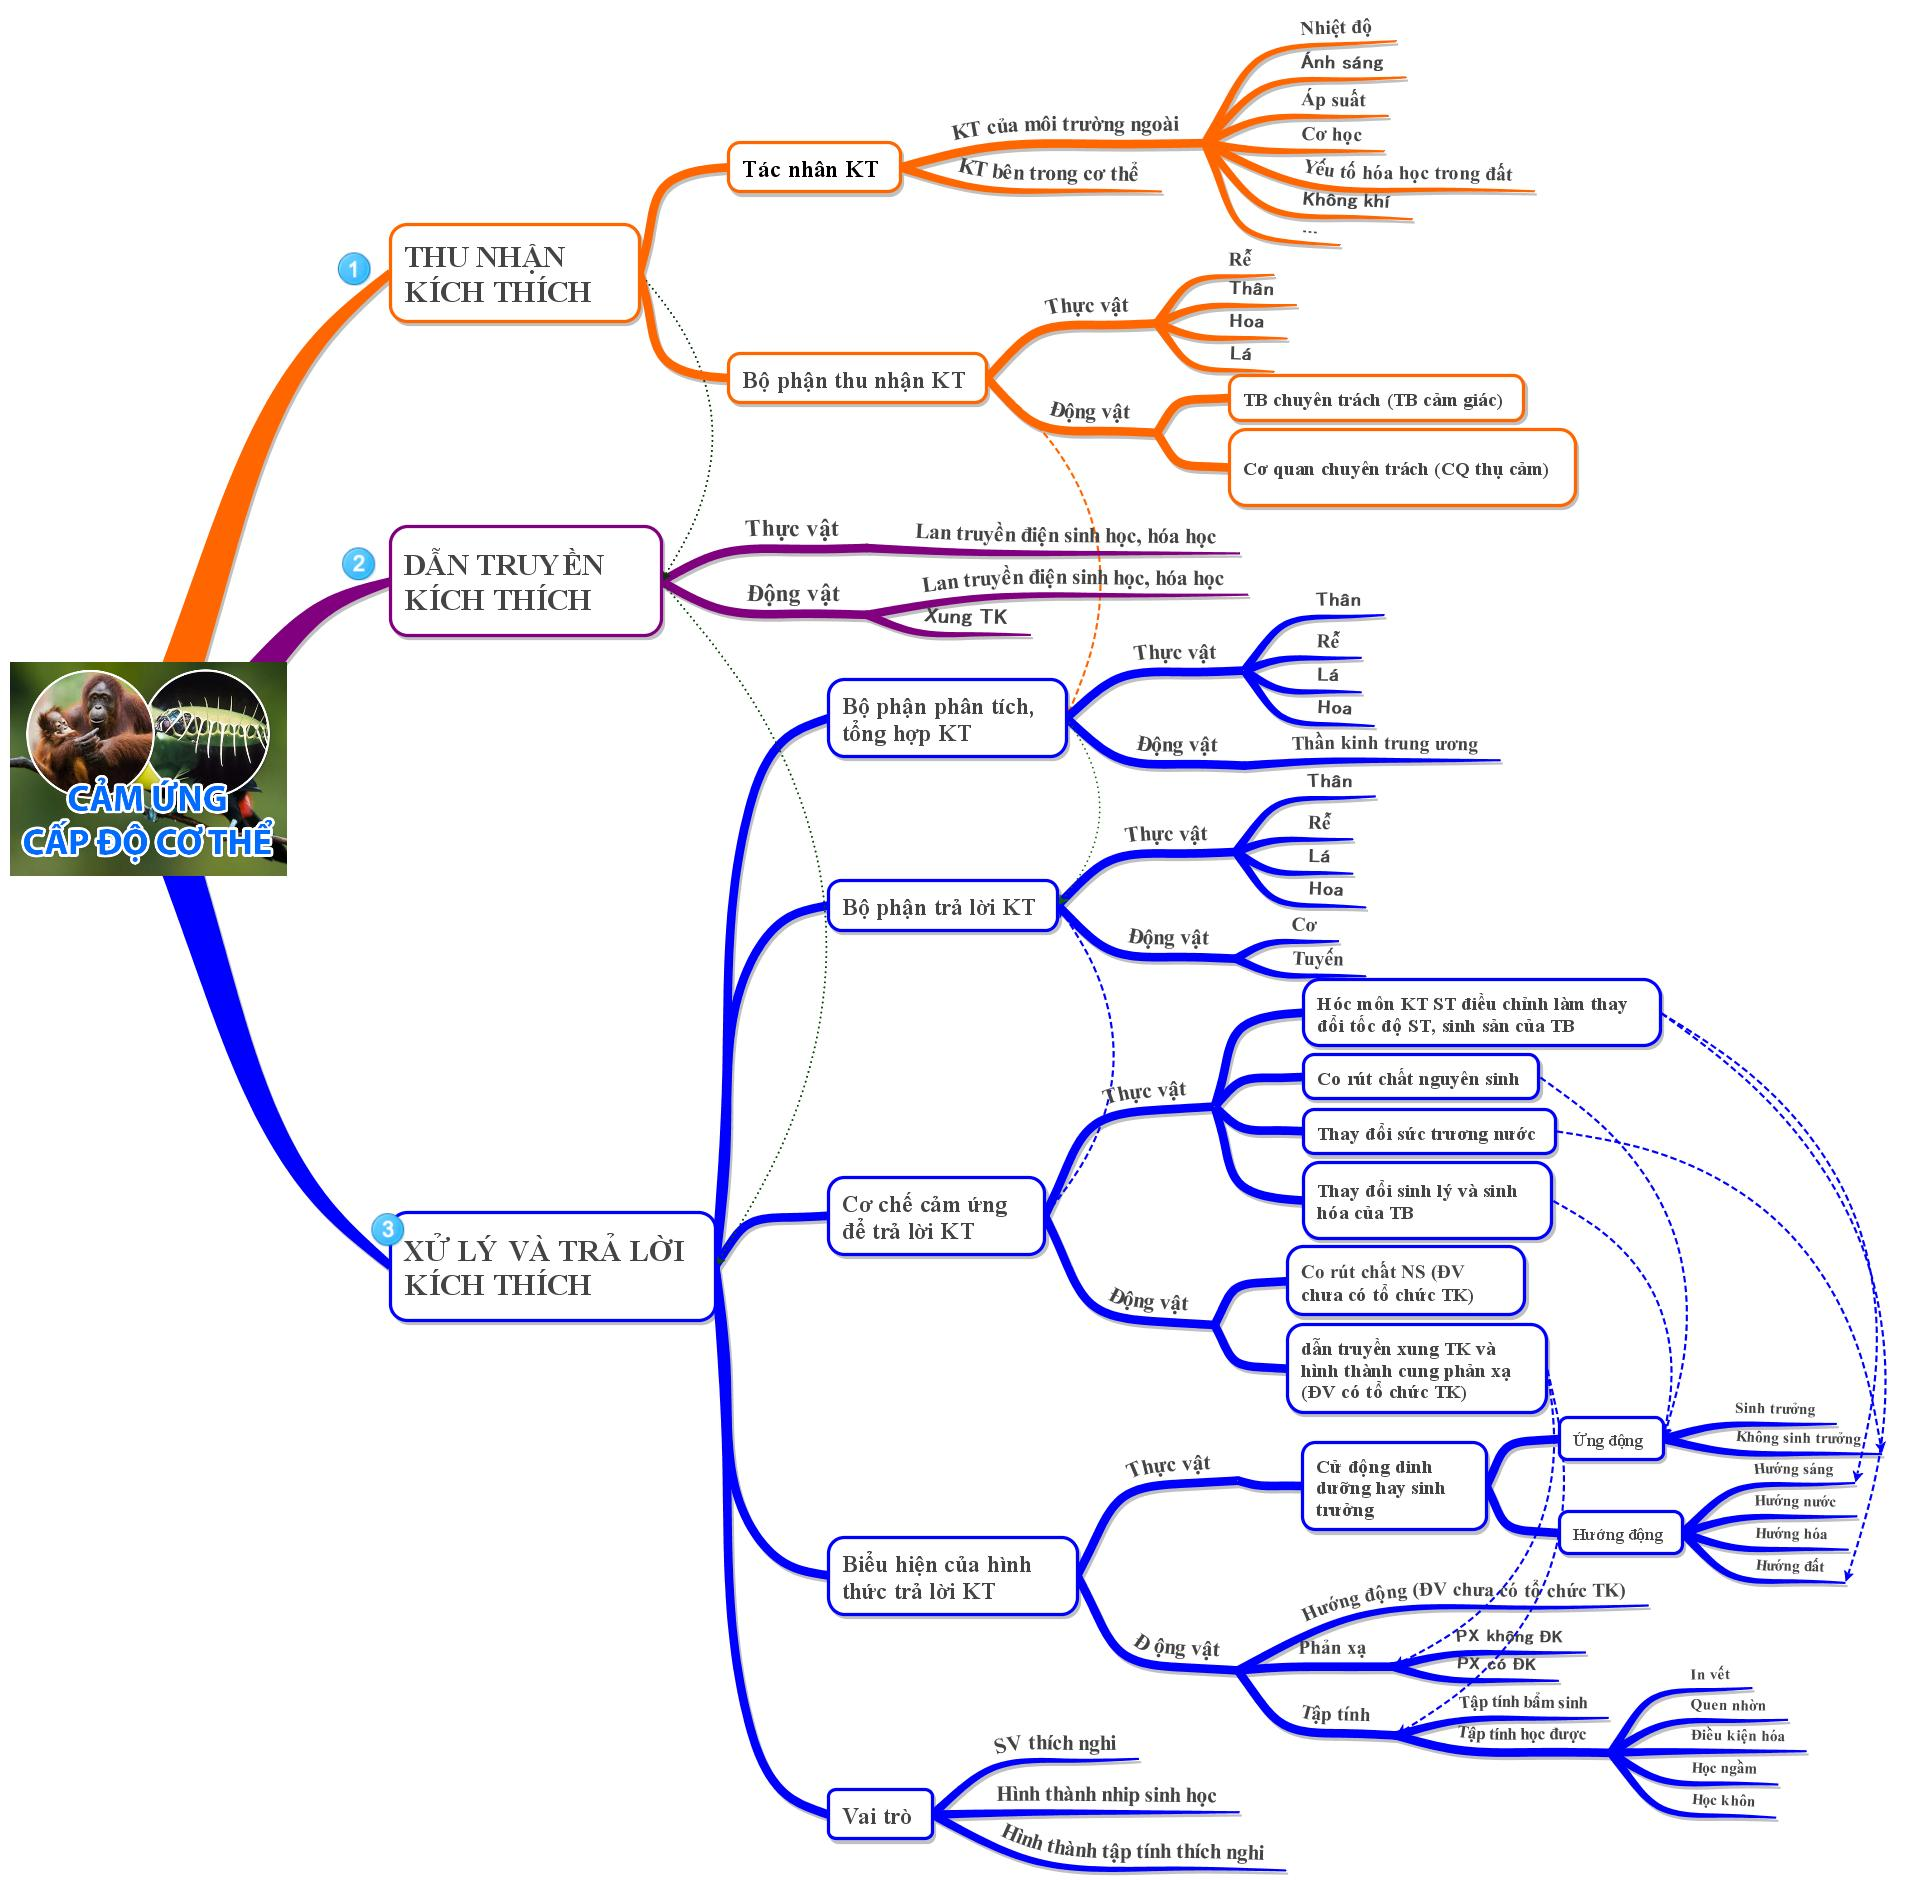 Nhiệt độ
Ánh sáng
Áp suất
Cơ học
Yếu tố hóa học trong đất
Không khí
...
KT của môi trường ngoài
KT bên trong cơ thể
Tác nhân KT
1
THU NHẬN
KÍCH THÍCH
Bộ phận thu nhận KT
Thực vật
Rễ
Thân
Hoa
Lá
Động vật
TB chuyên trách (TB cảm giác)
Cơ quan chuyên trách (CQ thụ cảm)
2
DẪN TRUYỀN
KÍCH THÍCH
Thực vật
Lan truyền điện sinh học, hóa học
Động vật
Lan truyền điện sinh học, hóa học
Xung TK
CẢM ỨNG
CẤP ĐỘ CƠ THỂ
3
XỬ LÝ VÀ TRẢ LỜI
KÍCH THÍCH
Bộ phận phân tích,
tổng hợp KT
Thực vật
Thân
Rễ
Lá
Hoa
Động vật
Thần kinh trung ương
Bộ phận trả lời KT
Thực vật
Thân
Rễ
Lá
Hoa
Động vật
Cơ
Tuyến
Cơ chế cảm ứng
để trả lời KT
Thực vật
Hóc môn KT ST điều chỉnh làm thay
đổi tốc độ ST, sinh sản của TB
Co rút chất nguyên sinh
Thay đổi sức trương nước
Thay đổi sinh lý và sinh
hóa của TB
Động vật
Co rút chất NS (ĐV
chưa có tổ chức TK)
dẫn truyền xung TK và
hình thành cung phản xạ
(ĐV có tổ chức TK)
Biểu hiện của hình
thức trả lời KT
Thực vật
Cử động dinh
dưỡng hay sinh
trưởng
Ứng động
Sinh trưởng
Không sinh trưởng
Hướng động
Hướng sáng
Hướng nước
Hướng hóa
Hướng đất
Đ ộng vật
Hướng động (ĐV chưa có tổ chức TK)
Phản xạ
PX không ĐK
PX có ĐK
Tập tính
Tập tính bẩm sinh
Tập tính học được
In vết
Quen nhờn
Điều kiện hóa
Học ngầm
Học khôn
Vai trò
SV thích nghi
Hình thành nhip sinh học
Hình thành tập tính thích nghi